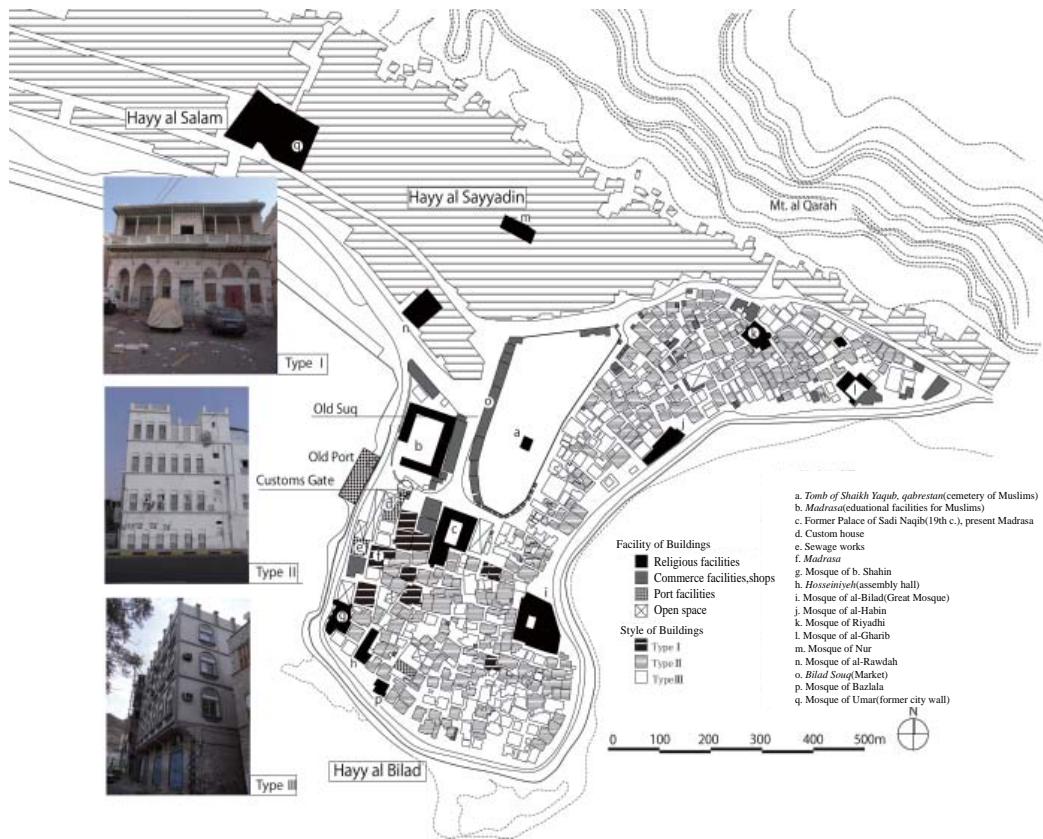 Hayy al Salam
q
Hayy al Sayyadin
m
Mt. al Qarah
n
Type I
k
l
o
Old Suq
a
b
j
Old Port
Customs Gate
d
c
e
f
Type II
g
h
i
p
Hayy al Bilad
Type III
a. Tomb of Shaikh Yaqub, qabrestan(cemetery of Muslims)
b. Madrasa(eduational facilities for Muslims)
c. Former Palace of Sadi Naqib(19th c.), present Madrasa
d. Custom house
e. Sewage works
f. Madrasa
g. Mosque of b. Shahin
h. Hosseiniyeh(assembly hall)
i. Mosque of al-Bilad(Great Mosque)
j. Mosque of al-Habin
k. Mosque of Riyadhi
l. Mosque of al-Gharib
m. Mosque of Nur
n. Mosque of al-Rawdah
o. Bilad Souq(Market)
p. Mosque of Bazlala
q. Mosque of Umar(former city wall)
Facility of Buildings
Religious facilities
Commerce facilities,shops
Port facilities
Open space
Style of Buildings
Type I
Type II
Type III
N
0 100 200 300 400 500m